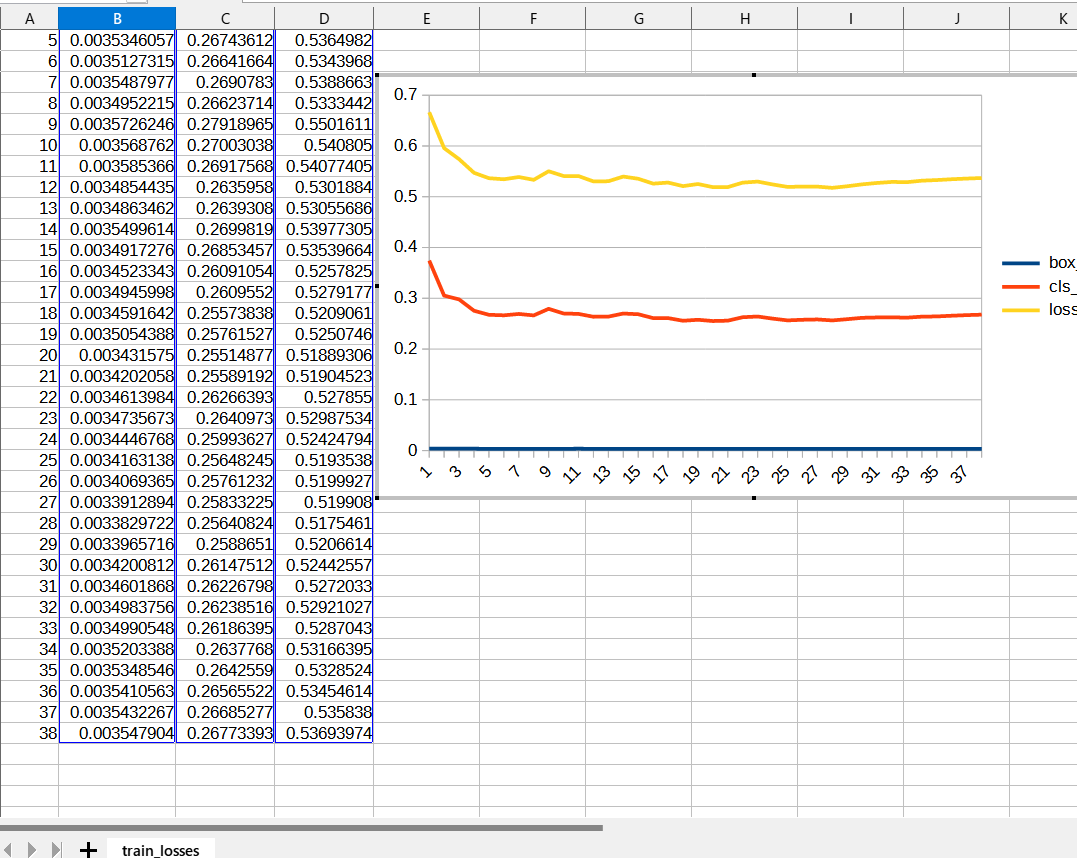 A B C D E F G H I J K
5 0.0035346057 0.26743612 0.5364982
6 0.0035127315 0.26641664 0.5343968
7 0.0035487977 0.2690783 0.5388663
8 0.0034952215 0.26623714 0.5333442
9 0.0035726246 0.27918965 0.5501611
10 0.003568762 0.27003038 0.540805
11 0.003585366 0.26917568 0.54077405
12 0.0034854435 0.2635958 0.5301884
13 0.0034863462 0.2639308 0.53055686
14 0.0035499614 0.2699819 0.53977305
15 0.0034917276 0.26853457 0.53539664
16 0.0034523343 0.26091054 0.5257825
17 0.0034945998 0.2609552 0.5279177
18 0.0034591642 0.25573838 0.5209061
19 0.0035054388 0.25761527 0.5250746
20 0.003431575 0.25514877 0.51889306
21 0.0034202058 0.25589192 0.51904523
22 0.0034613984 0.26266393 0.527855
23 0.0034735673 0.2640973 0.52987534
24 0.0034446768 0.25993627 0.52424794
25 0.0034163138 0.25648245 0.5193538
26 0.0034069365 0.25761232 0.5199927
27 0.0033912894 0.25833225 0.519908
28 0.0033829722 0.25640824 0.5175461
29 0.0033965716 0.2588651 0.5206614
30 0.0034200812 0.26147512 0.52442557
31 0.0034601868 0.26226798 0.5272033
32 0.0034983756 0.26238516 0.52921027
33 0.0034990548 0.26186395 0.5287043
34 0.0035203388 0.2637768 0.53166395
35 0.0035348546 0.2642559 0.5328524
36 0.0035410563 0.26565522 0.53454614
37 0.0035432267 0.26685277 0.535838
38 0.003547904 0.26773393 0.53693974
0.7
0.6
0.5
0.4
0.3
0.2
0.1
0
1 3 5 7 9 11 13 15 17 19 21 23 25 27 29 31 33 35 37
box_
cls_
loss
train_losses